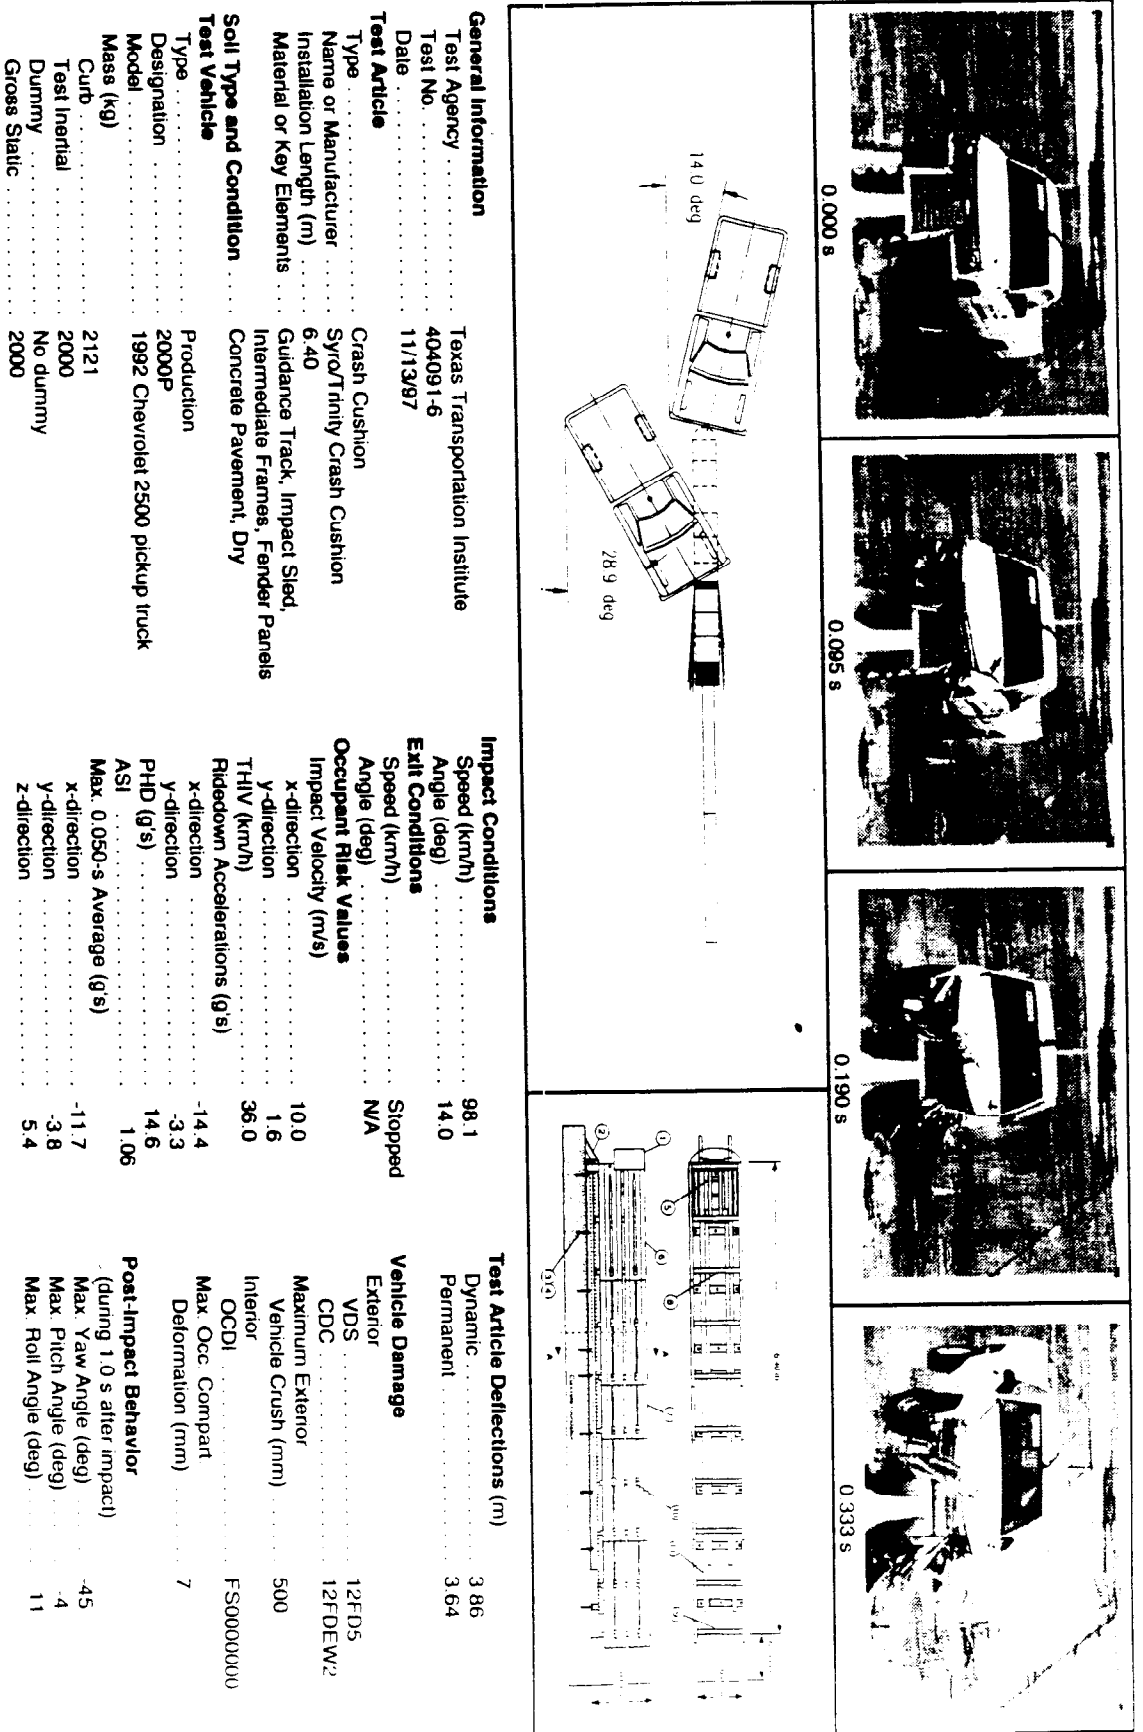 0.000 s
0.095 s
0.190 s
0.333 s
14.0 deg
28.9 deg
General Information
Test Agency . . . . . . . . . . . Texas Transportation Institute
Test No. . . . . . . . . . . . . . . 404091-6
Date . . . . . . . . . . . . . . . . . 11/13/97
Test Article
Type . . . . . . . . . . . . . . . . . Crash Cushion
Name or Manufacturer . . . . . Syro/Trinity Crash Cushion
Installation Length (m) . . . . . 6.40
Material or Key Elements . . . Guidance Track, Impact Sled,
Intermediate Frames, Fender Panels
Soil Type and Condition . . . . Concrete Pavement, Dry
Test Vehicle
Type . . . . . . . . . . . . . . . . . Production
Designation . . . . . . . . . . . . 2000P
Model . . . . . . . . . . . . . . . . 1992 Chevrolet 2500 pickup truck
Mass (kg)
Curb . . . . . . . . . . . . . . . . 2121
Test Inertial . . . . . . . . . . . 2000
Dummy . . . . . . . . . . . . . . No dummy
Gross Static . . . . . . . . . . . 2000
Impact Conditions
Speed (km/h) . . . . . . . . . . . 98.1
Angle (deg) . . . . . . . . . . . . 14.0
Exit Conditions
Speed (km/h) . . . . . . . . . . . Stopped
Angle (deg) . . . . . . . . . . . . N/A
Occupant Risk Values
Impact Velocity (m/s)
x-direction . . . . . . . . . . . . 10.0
y-direction . . . . . . . . . . . . 1.6
THIV (km/h) . . . . . . . . . . . . 36.0
Ridedown Accelerations (g's)
x-direction . . . . . . . . . . . . -14.4
y-direction . . . . . . . . . . . . -3.3
PHD (g's) . . . . . . . . . . . . . 14.6
ASI . . . . . . . . . . . . . . . . . 1.06
Max. 0.050-s Average (g's)
x-direction . . . . . . . . . . . . -11.7
y-direction . . . . . . . . . . . . -3.8
z-direction . . . . . . . . . . . . 5.4
Test Article Deflections (m)
Dynamic . . . . . . . . . . . . . 3.86
Permanent . . . . . . . . . . . . 3.64
Vehicle Damage
Exterior
VDS . . . . . . . . . . . . . . . 12FD5
CDC . . . . . . . . . . . . . . . 12FDEW2
Maximum Exterior
Vehicle Crush (mm) . . . . . 500
Interior
OCDI . . . . . . . . . . . . . . FS0000000
Max. Occ. Compart
Deformation (mm) . . . . . . 7
Post-Impact Behavior
(during 1.0 s after impact)
Max. Yaw Angle (deg) . . . . -45
Max. Pitch Angle (deg) . . . . -4
Max. Roll Angle (deg) . . . . 11